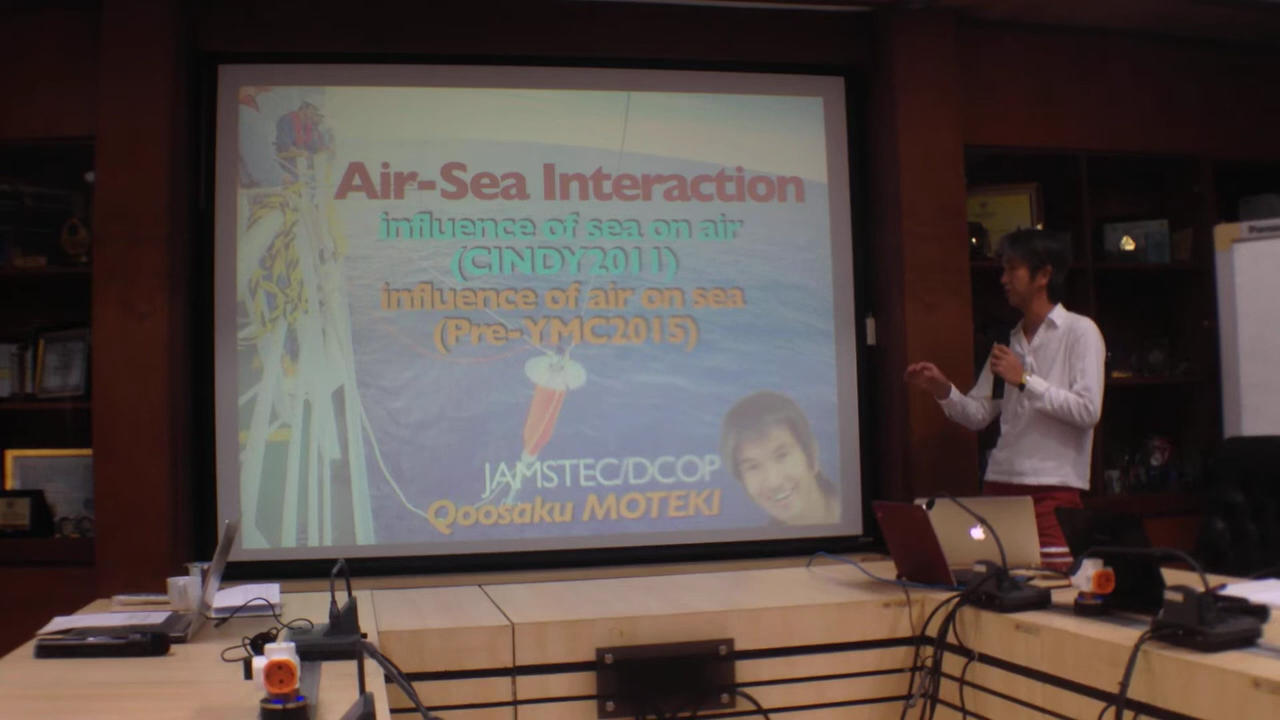 Air-Sea Interaction
influence of sea on air
(CINDY2011)
influence of air on sea
(Pre-YMC2015)
JAMSTEC/DCOP
Qoosaku MOTEKI